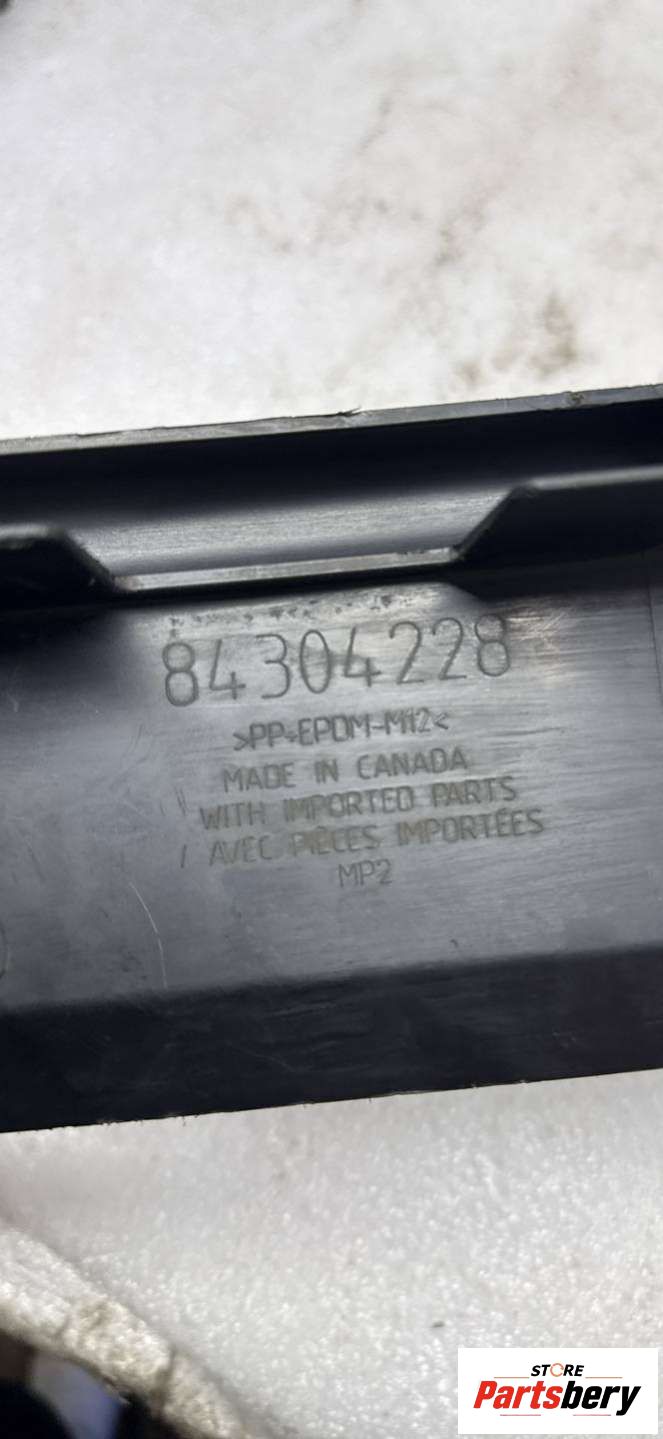 84304228
>PP+EPDM-M12<
MADE IN CANADA
WITH IMPORTED PARTS
/ AVEC PIÈCES IMPORTÉES
MP2
STORE
Partsbery